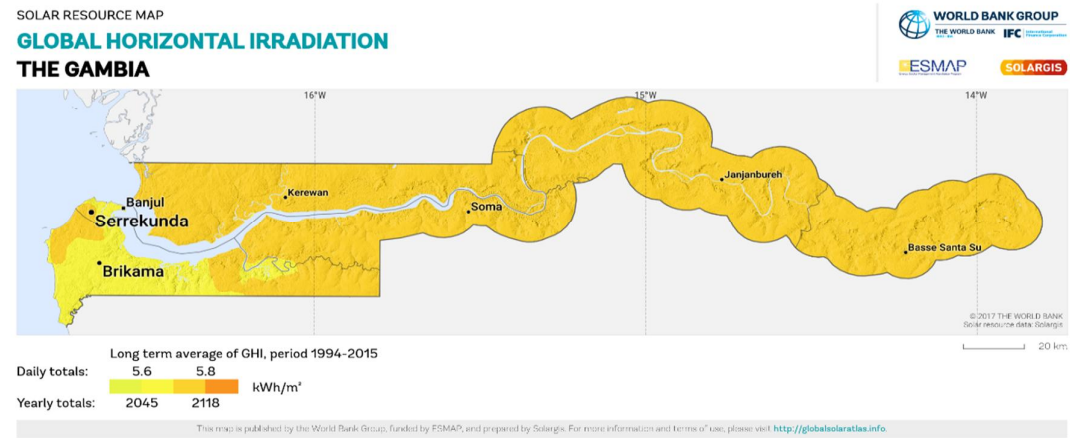 SOLAR RESOURCE MAP
GLOBAL HORIZONTAL IRRADIATION
THE GAMBIA
WORLD BANK GROUP
THE WORLD BANK
IFC International Finance Corporation
ESMAP
SOLARGIS
16°W
15°W
14°W
Banjul
Serrekunda
Kerewan
Soma
Janjanbureh
Brikama
Basse Santa Su
© 2017 THE WORLD BANK
Solar resource data: Solargis
20 km
Long term average of GHI, period 1994-2015
Daily totals: 5.6 5.8
kWh/m²
Yearly totals: 2045 2118
This map is published by the World Bank Group, funded by ESMAP, and prepared by Solargis. For more information and terms of use, please visit http://globalsolaratlas.info.